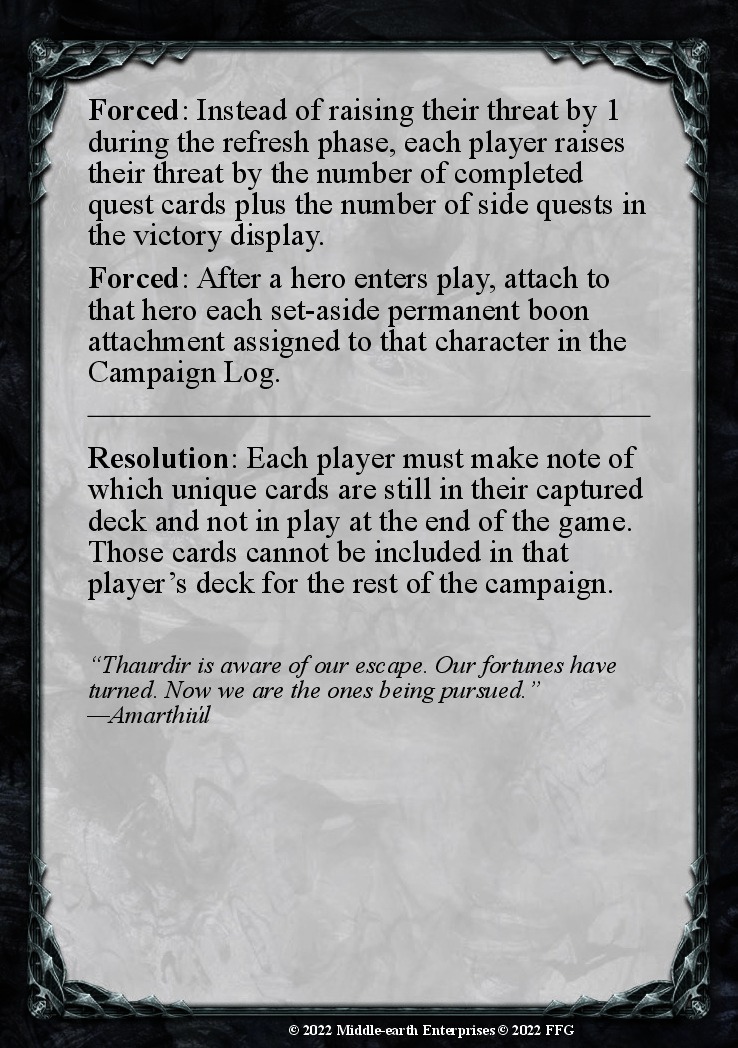 Forced: Instead of raising their threat by 1
during the refresh phase, each player raises
their threat by the number of completed
quest cards plus the number of side quests in
the victory display.
Forced: After a hero enters play, attach to
that hero each set-aside permanent boon
attachment assigned to that character in the
Campaign Log.
Resolution: Each player must make note of
which unique cards are still in their captured
deck and not in play at the end of the game.
Those cards cannot be included in that
player’s deck for the rest of the campaign.
“Thaurdir is aware of our escape. Our fortunes have
turned. Now we are the ones being pursued.”
—Amarthiúl
© 2022 Middle-earth Enterprises © 2022 FFG